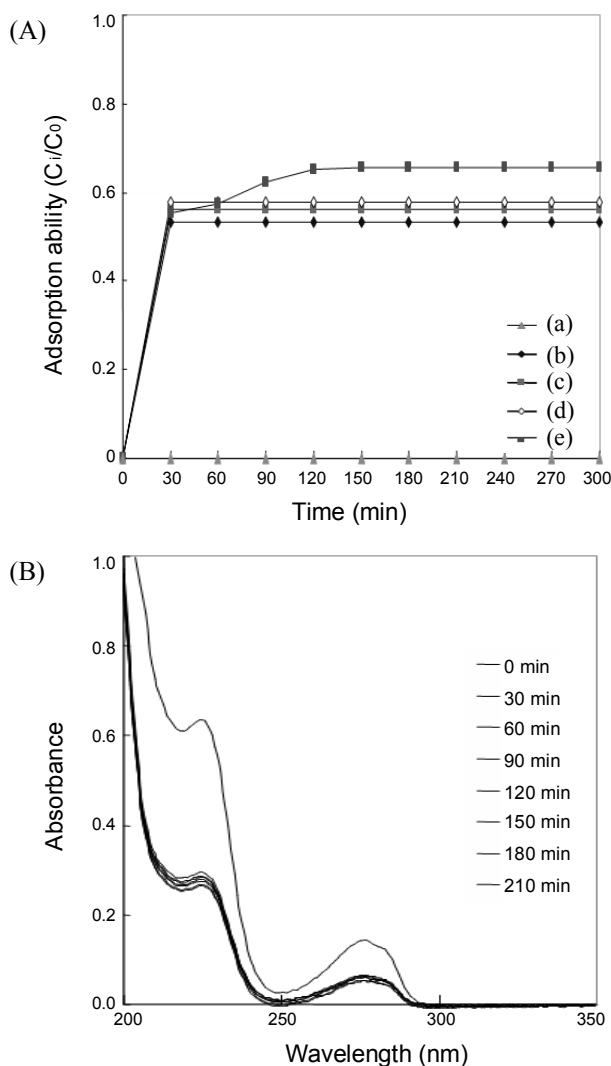 (A)
Adsorption ability (Ci/C0)
1.0
0.8
0.6
0.4
0.2
0
(a)
(b)
(c)
(d)
(e)
0 30 60 90 120 150 180 210 240 270 300
Time (min)
(B)
Absorbance
1.0
0.8
0.6
0.4
0.2
0.0
0 min
30 min
60 min
90 min
120 min
150 min
180 min
210 min
200 250 300 350
Wavelength (nm)